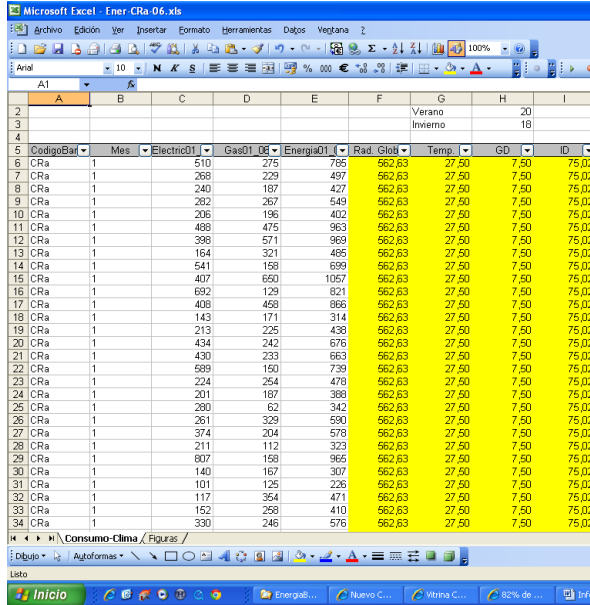 Microsoft Excel - Ener-CRa-06.xls
Archivo Edición Ver Insertar Formato Herramientas Datos Ventana ?
100%
Arial 10 N K S % 000 €
A1 fx
A B C D E F G H I
2 Verano 20
3 Invierno 18
4
5 CodigoBar Mes Electric01 Gas01_06 Energia01_ Rad. Glob Temp. GD ID
6 CRa 1 510 275 785 562,63 27,50 7,50 75,02
7 CRa 1 268 229 497 562,63 27,50 7,50 75,02
8 CRa 1 240 187 427 562,63 27,50 7,50 75,02
9 CRa 1 282 267 549 562,63 27,50 7,50 75,02
10 CRa 1 206 196 402 562,63 27,50 7,50 75,02
11 CRa 1 488 475 963 562,63 27,50 7,50 75,02
12 CRa 1 398 571 969 562,63 27,50 7,50 75,02
13 CRa 1 164 321 485 562,63 27,50 7,50 75,02
14 CRa 1 541 158 699 562,63 27,50 7,50 75,02
15 CRa 1 407 650 1057 562,63 27,50 7,50 75,02
16 CRa 1 692 129 821 562,63 27,50 7,50 75,02
17 CRa 1 408 458 866 562,63 27,50 7,50 75,02
18 CRa 1 143 171 314 562,63 27,50 7,50 75,02
19 CRa 1 213 225 438 562,63 27,50 7,50 75,02
20 CRa 1 434 242 676 562,63 27,50 7,50 75,02
21 CRa 1 430 233 663 562,63 27,50 7,50 75,02
22 CRa 1 589 150 739 562,63 27,50 7,50 75,02
23 CRa 1 224 254 478 562,63 27,50 7,50 75,02
24 CRa 1 201 187 388 562,63 27,50 7,50 75,02
25 CRa 1 280 62 342 562,63 27,50 7,50 75,02
26 CRa 1 261 329 590 562,63 27,50 7,50 75,02
27 CRa 1 374 204 578 562,63 27,50 7,50 75,02
28 CRa 1 211 112 323 562,63 27,50 7,50 75,02
29 CRa 1 807 158 965 562,63 27,50 7,50 75,02
30 CRa 1 140 167 307 562,63 27,50 7,50 75,02
31 CRa 1 101 125 226 562,63 27,50 7,50 75,02
32 CRa 1 117 354 471 562,63 27,50 7,50 75,02
33 CRa 1 152 258 410 562,63 27,50 7,50 75,02
34 CRa 1 330 246 576 562,63 27,50 7,50 75,02
Consumo-Clima Figuras
Dibujo Autoformas
Listo
Inicio EnergiaB... Nuevo C... Vitrina C... 82% de ... Inf